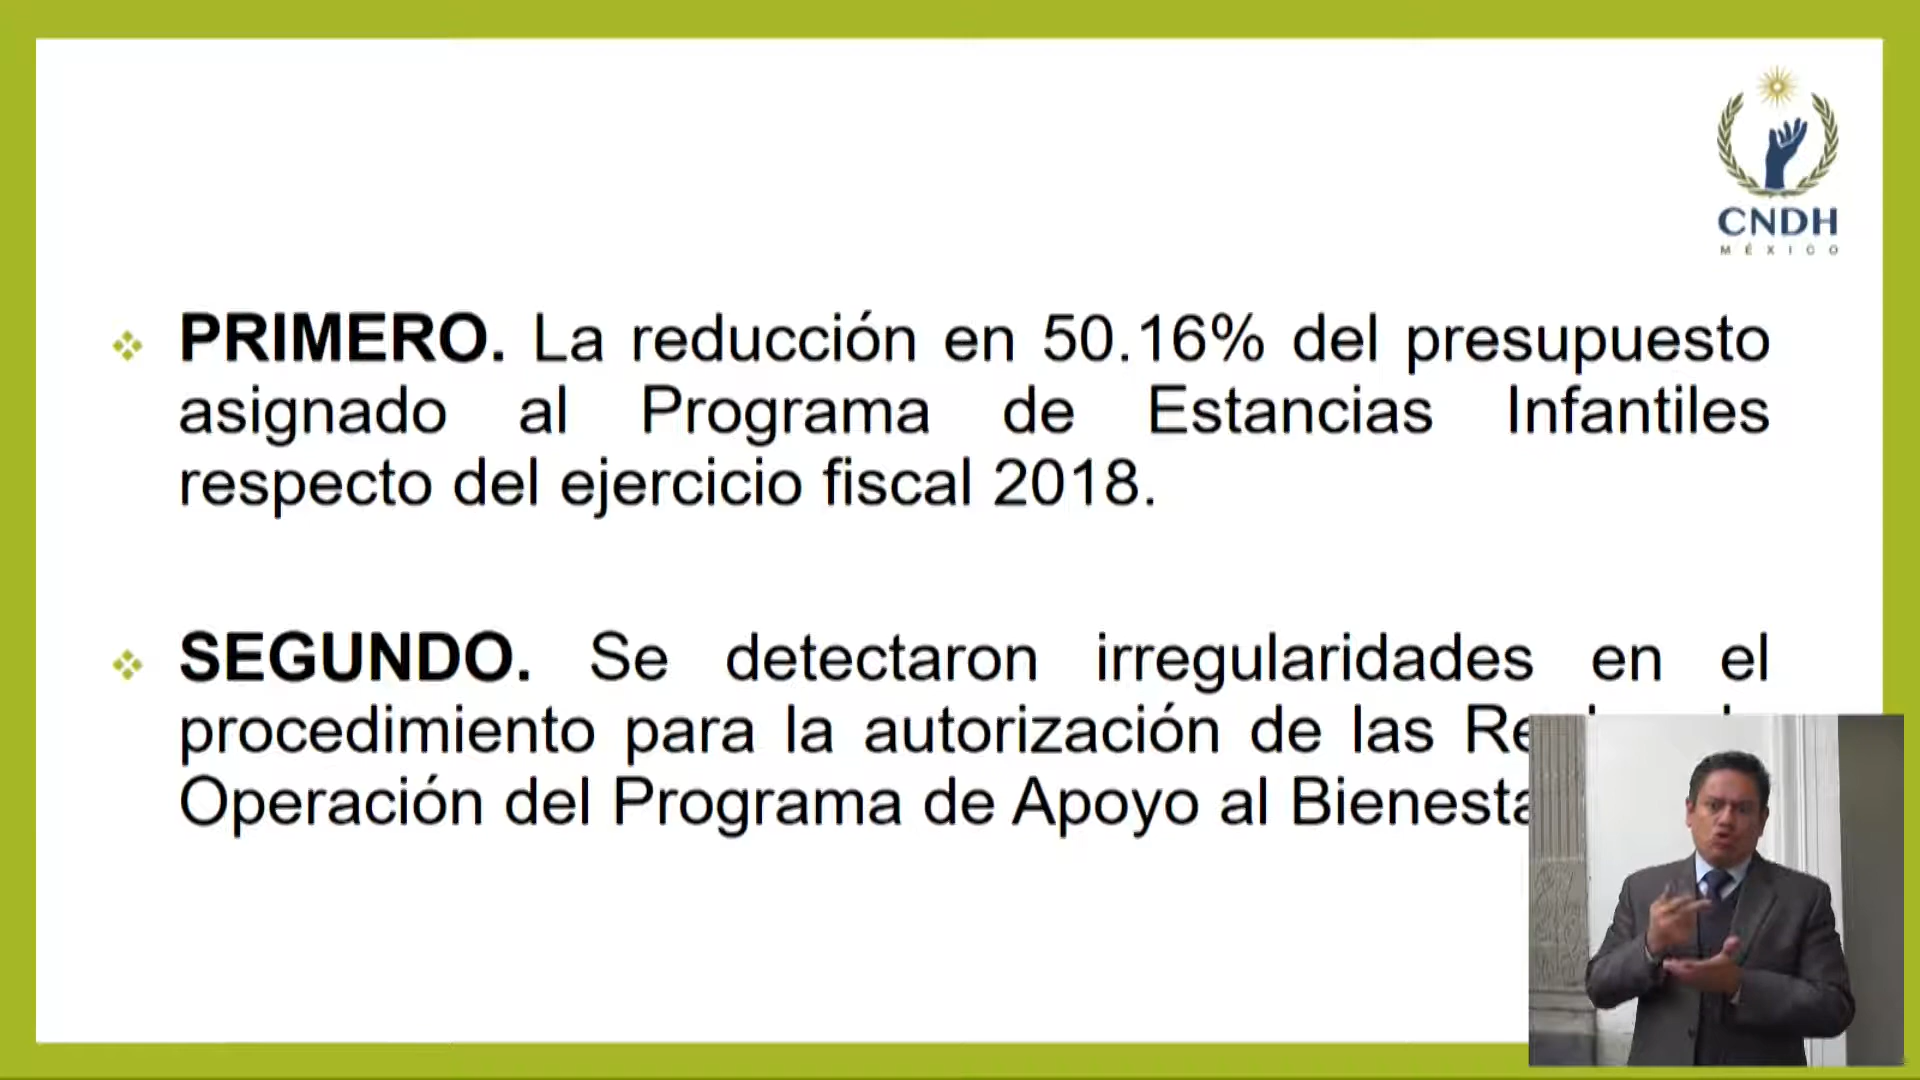 CNDH
MÉXICO
PRIMERO. La reducción en 50.16% del presupuesto
asignado al Programa de Estancias Infantiles
respecto del ejercicio fiscal 2018.
SEGUNDO. Se detectaron irregularidades en el
procedimiento para la autorización de las
Operación del Programa de Apoyo al